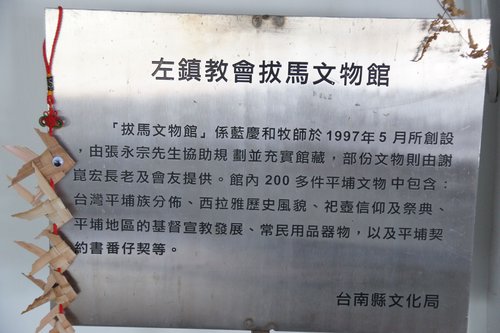 左鎮教會拔馬文物館
「拔馬文物館」係藍慶和牧師於1997年5月所創設
，由張永宗先生協助規劃並充實館藏，部份文物則由謝
崑宏長老及會友提供。館內200多件平埔文物中包含：
台灣平埔族分佈、西拉雅歷史風貌、祀壺信仰及祭典、
平埔地區的基督宣教發展、常民用品器物，以及平埔契
約書番仔契等。
台南縣文化局